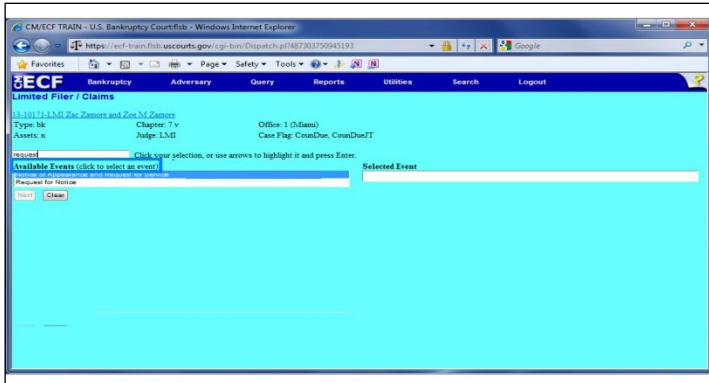 CM/ECF TRAIN - U.S. Bankruptcy Court:flsb - Windows Internet Explorer
https://ecf-train.flsb.uscourts.gov/cgi-bin/Dispatch.pl?487303750945193
Google
Favorites Page Safety Tools
ECF Bankruptcy Adversary Query Reports Utilities Search Logout ?
Limited Filer / Claims
13-10171-LMI Zac Zamore and Zoe M Zamore
Type: bk Chapter: 7 v Office: 1 (Miami)
Assets: n Judge: LMI Case Flag: CounDue, CounDueJT
request Click your selection, or use arrows to highlight it and press Enter.
Available Events (click to select an event) Selected Event
Notice of Appearance and Request for Service
Request for Notice
Next Clear